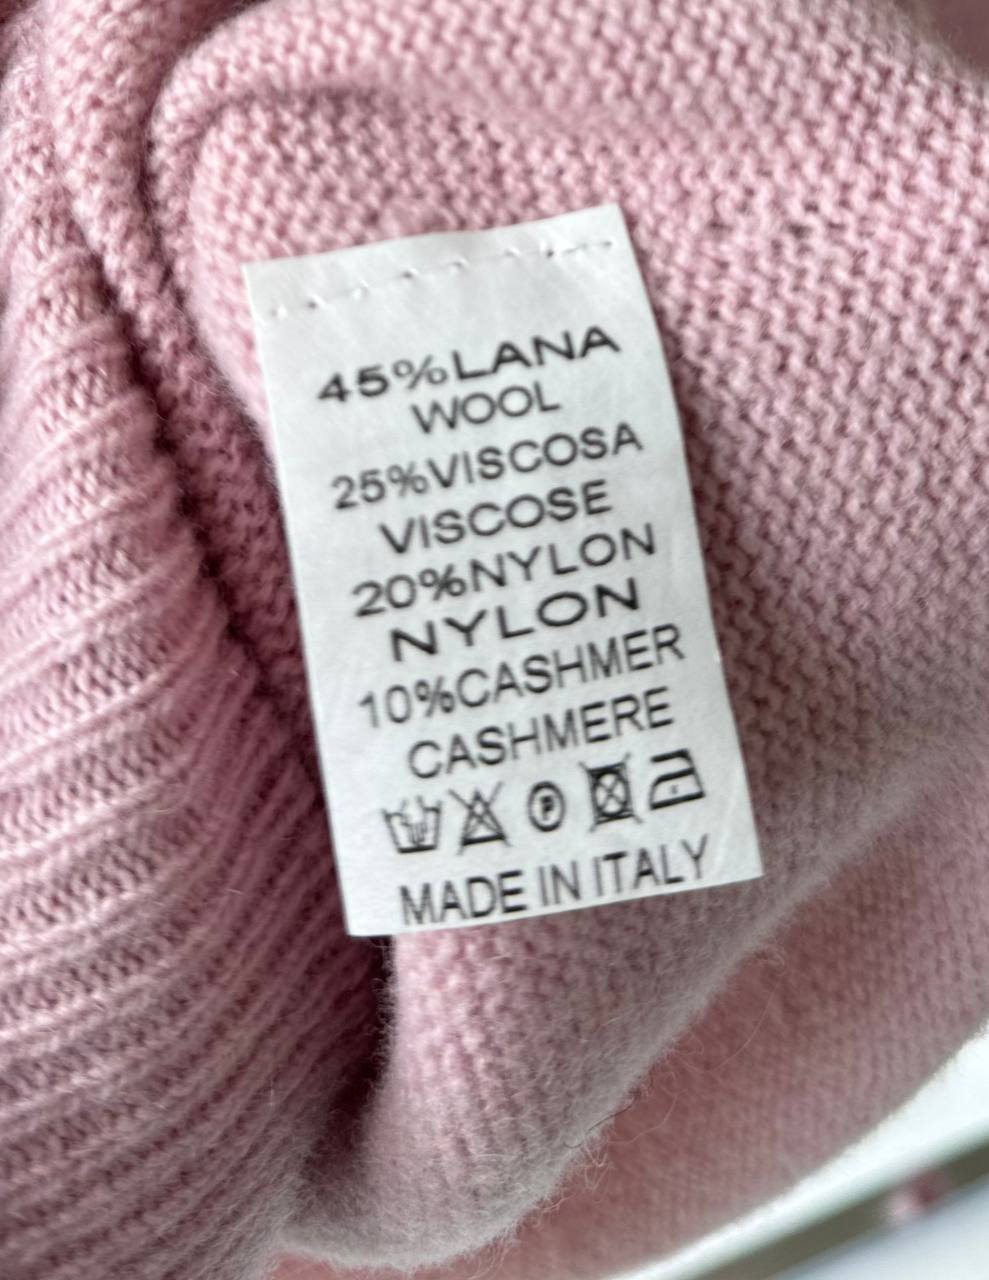 45%LANA
WOOL
25%VISCOSA
VISCOSE
20%NYLON
NYLON
10%CASHMER
CASHMERE
P
MADE IN ITALY